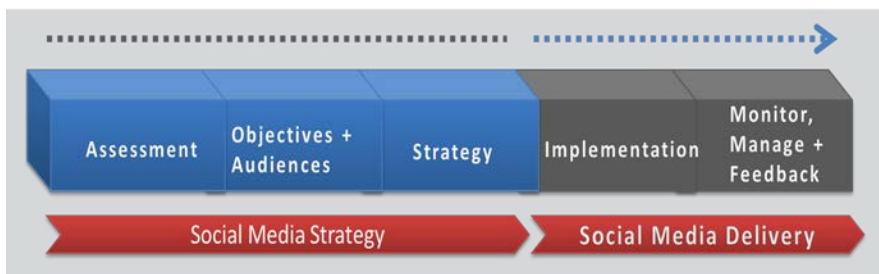 Assessment
Objectives +
Audiences
Strategy
Implementation
Monitor,
Manage +
Feedback
Social Media Strategy
Social Media Delivery